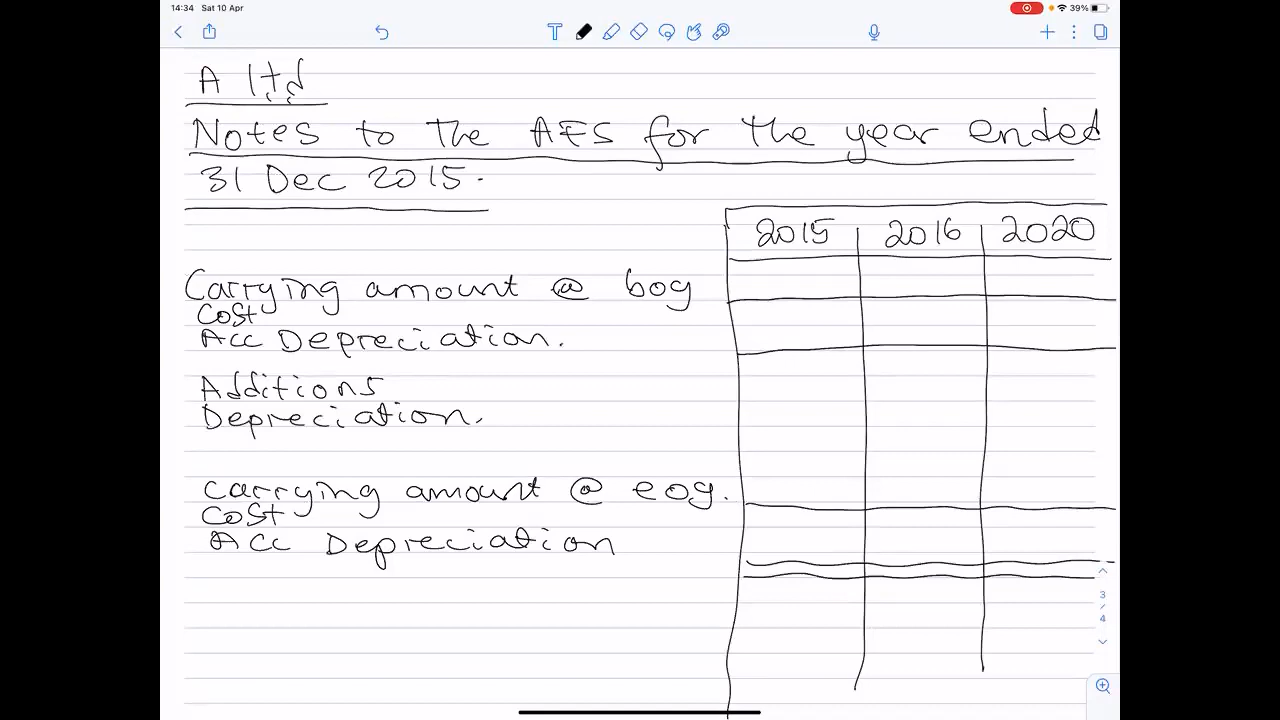 14:34 Sat 10 Apr
39%
A ltd
Notes to the AFS for the year ended
31 Dec 2015.
2015 2016 2020
Carrying amount @ boy
Cost
Acc Depreciation.
Additions
Depreciation.
Carrying amount @ eoy.
Cost
Acc Depreciation
3
/
4